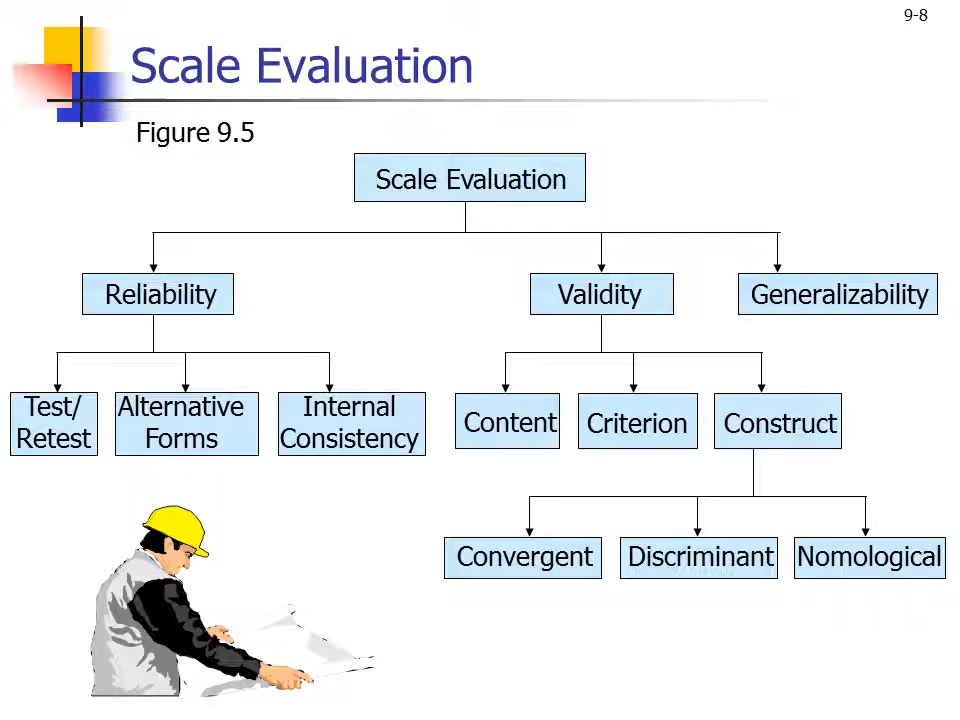 9-8
Scale Evaluation
Figure 9.5
Scale Evaluation
Reliability
Validity
Generalizability
Test/
Retest
Alternative
Forms
Internal
Consistency
Content
Criterion
Construct
Convergent
Discriminant
Nomological